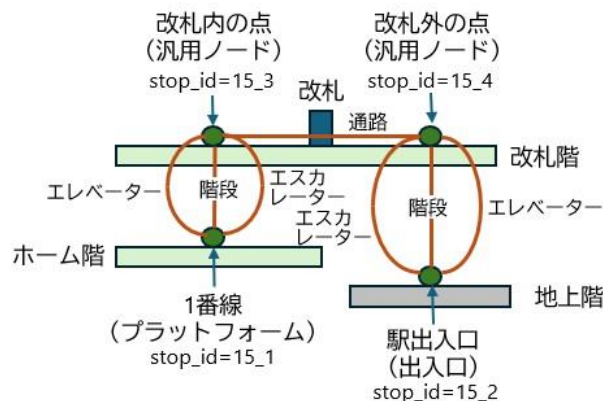 改札内の点
（汎用ノード）
stop_id=15_3
改札外の点
（汎用ノード）
stop_id=15_4
改札
通路
改札階
エレベーター
階段
エスカ
レーター
エスカ
レーター
階段
エレベーター
ホーム階
地上階
1番線
（プラットフォーム）
stop_id=15_1
駅出入口
（出入口）
stop_id=15_2